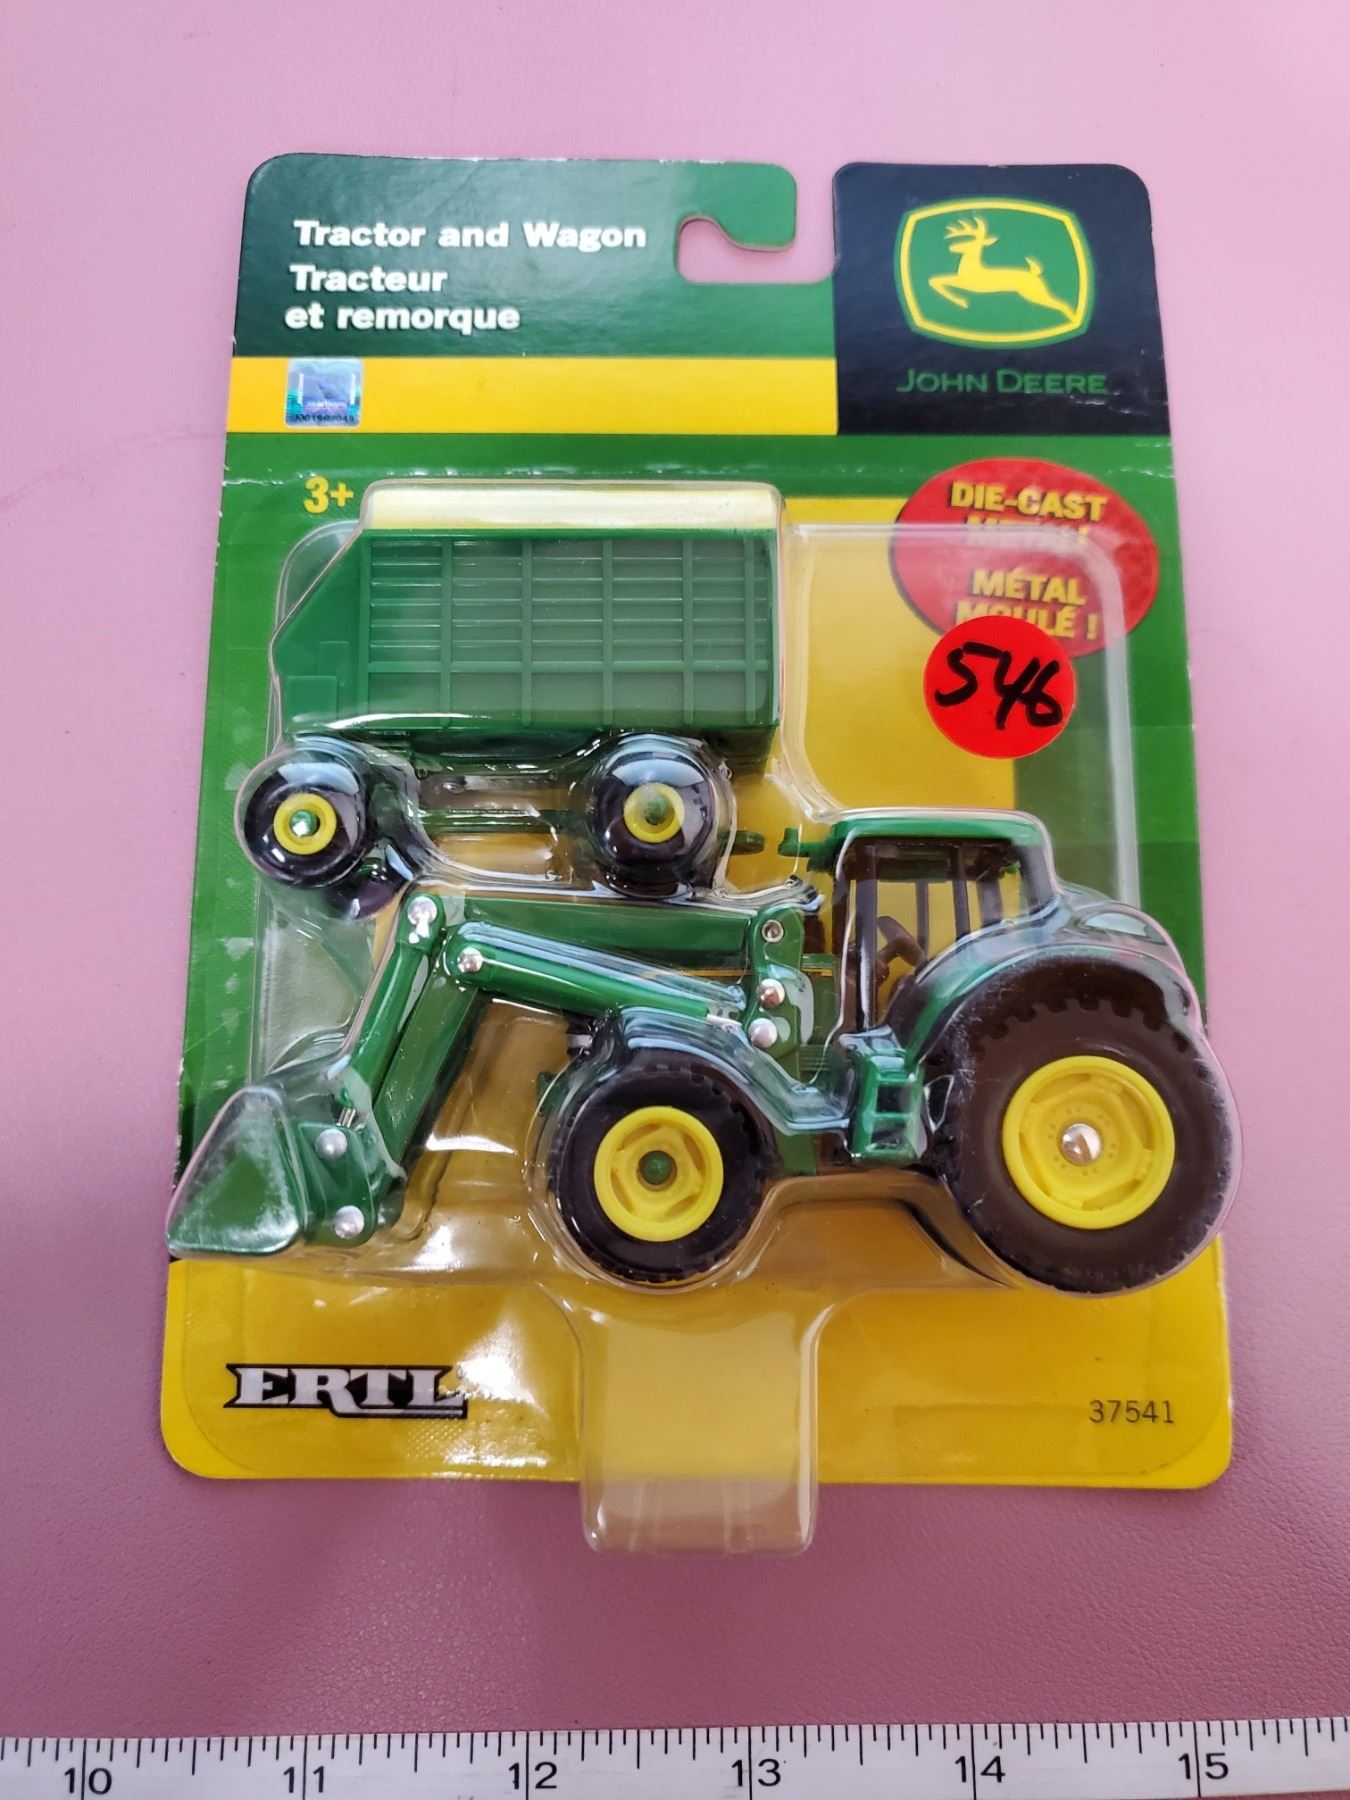 Tractor and Wagon
Tracteur
et remorque
JOHN DEERE
3+
DIE-CAST
METAL!
MÉTAL
MOULÉ !
546
ERTL
37541
10 11 12 13 14 15